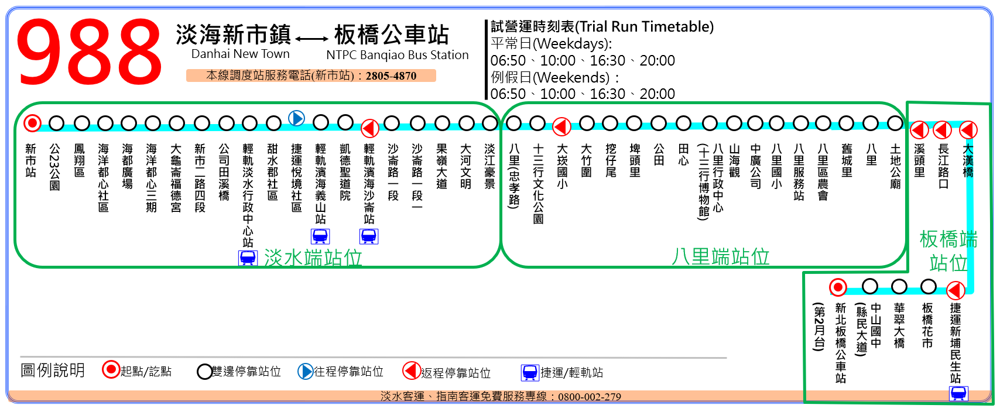 988
淡海新市鎮
板橋公車站
Danhai New Town
NTPC Banqiao Bus Station
本線調度站服務電話(新市站)：2805-4870
試營運時刻表(Trial Run Timetable)
平常日(Weekdays):
06:50、10:00、16:30、20:00
例假日(Weekends)：
06:50、10:00、16:30、20:00
新市站
公23公園
鳳翔區
海洋都心社區
海都廣場
海洋都心三期
大龜崙福德宮
新市二路四段
公司田溪橋
輕軌淡水行政中心站
甜水郡社區
捷運悅境社區
輕軌濱海義山站
凱德聖道院
輕軌濱海沙崙站
沙崙路一段
沙崙路一段一
果嶺大道
大河文明
淡江豪景
淡水端站位
八里(忠孝路)
十三行文化公園
大崁國小
大竹圍
挖仔尾
埤頭里
公田
田心
八里行政中心
(十三行博物館)
山海觀
中廣公司
八里國小
八里服務站
八里區農會
舊城里
八里
土地公廟
八里端站位
溪頭里
長江路口
大漢橋
板橋端
站位
捷運新埔民生站
板橋花市
華翠大橋
中山國中
(縣民大道)
新北板橋公車站
(第2月台)
圖例說明
起點/訖點
雙邊停靠站位
往程停靠站位
返程停靠站位
捷運/輕軌站
淡水客運、指南客運免費服務專線：0800-002-279